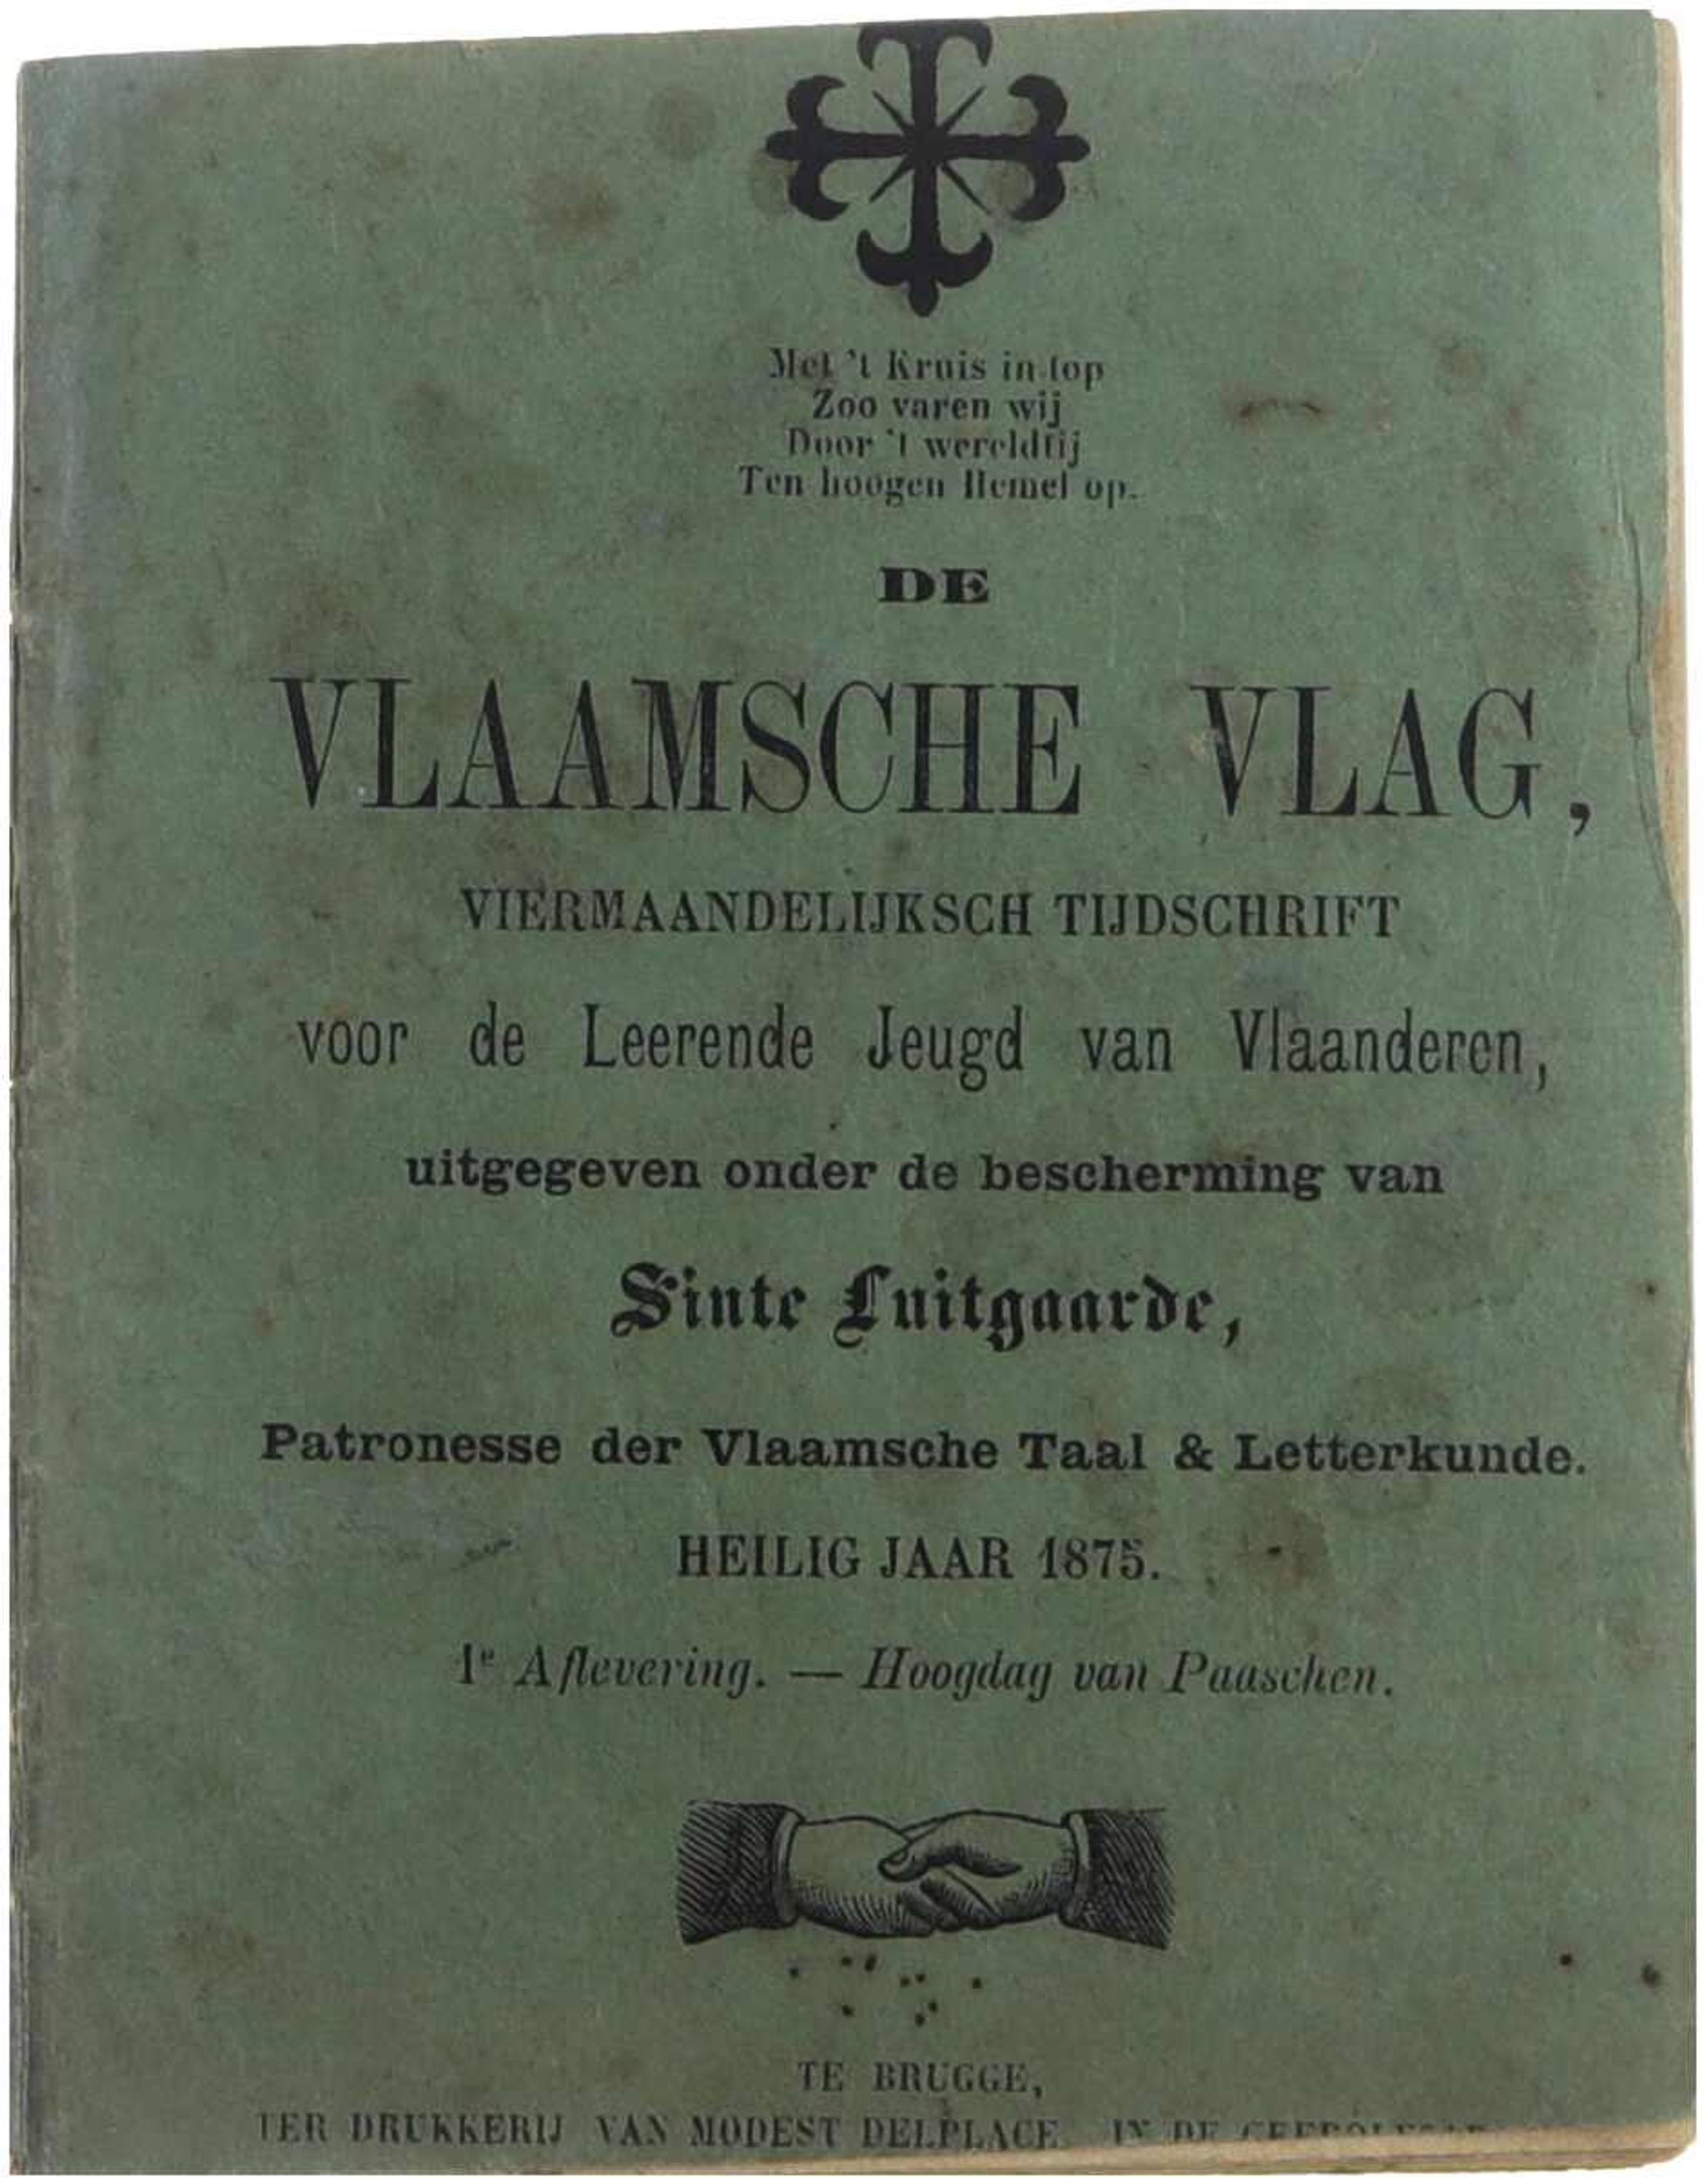 Met 't Kruis in top
Zoo varen wij
Door 't wereldtij
Ten hoogen Hemel op.
DE
VLAAMSCHE VLAG,
VIERMAANDELIJKSCH TIJDSCHRIFT
voor de Leerende Jeugd van Vlaanderen,
uitgegeven onder de bescherming van
Sinte Luitgaarde,
Patronesse der Vlaamsche Taal & Letterkunde.
HEILIG JAAR 1875.
1e Aflevering. — Hoogdag van Paaschen.
TE BRUGGE,
TER DRUKKERIJ VAN MODEST DELPLACE IN DE